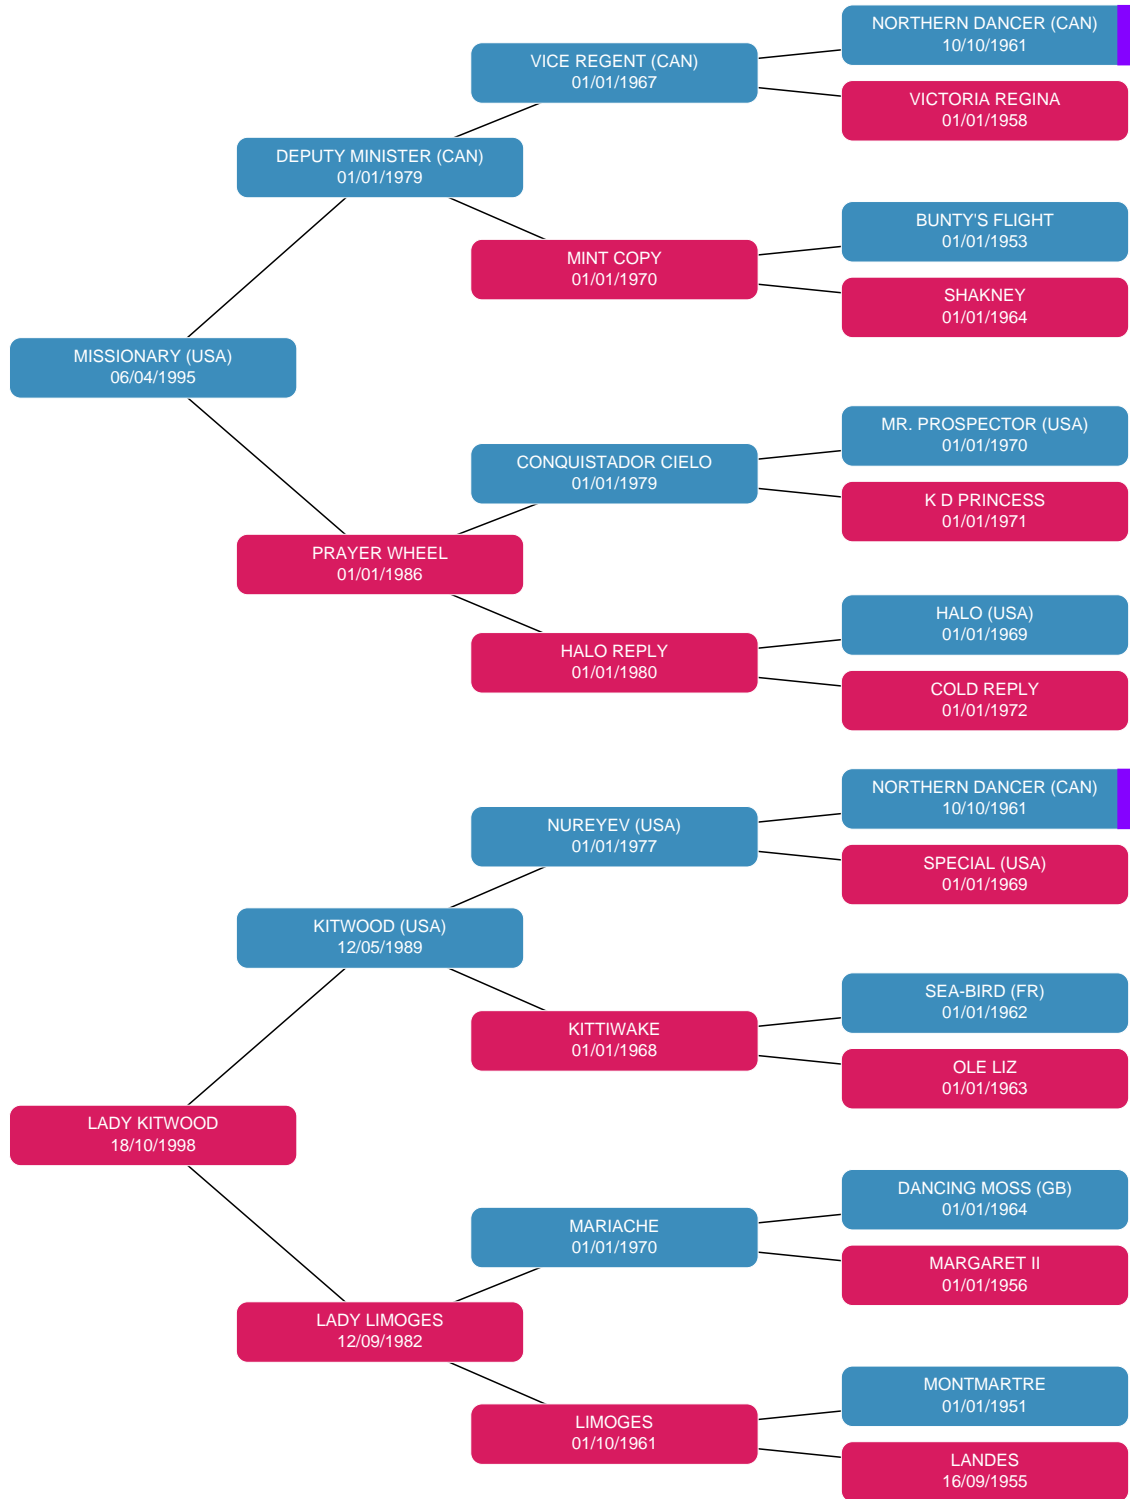 NORTHERN DANCER (CAN)
10/10/1961
VICE REGENT (CAN)
01/01/1967
VICTORIA REGINA
01/01/1958
DEPUTY MINISTER (CAN)
01/01/1979
BUNTY'S FLIGHT
01/01/1953
MINT COPY
01/01/1970
SHAKNEY
01/01/1964
MISSIONARY (USA)
06/04/1995
MR. PROSPECTOR (USA)
01/01/1970
CONQUISTADOR CIELO
01/01/1979
K D PRINCESS
01/01/1971
PRAYER WHEEL
01/01/1986
HALO (USA)
01/01/1969
HALO REPLY
01/01/1980
COLD REPLY
01/01/1972
NORTHERN DANCER (CAN)
10/10/1961
NUREYEV (USA)
01/01/1977
SPECIAL (USA)
01/01/1969
KITWOOD (USA)
12/05/1989
SEA-BIRD (FR)
01/01/1962
KITTIWAKE
01/01/1968
OLE LIZ
01/01/1963
LADY KITWOOD
18/10/1998
DANCING MOSS (GB)
01/01/1964
MARIACHE
01/01/1970
MARGARET II
01/01/1956
LADY LIMOGES
12/09/1982
MONTMARTRE
01/01/1951
LIMOGES
01/10/1961
LANDES
16/09/1955